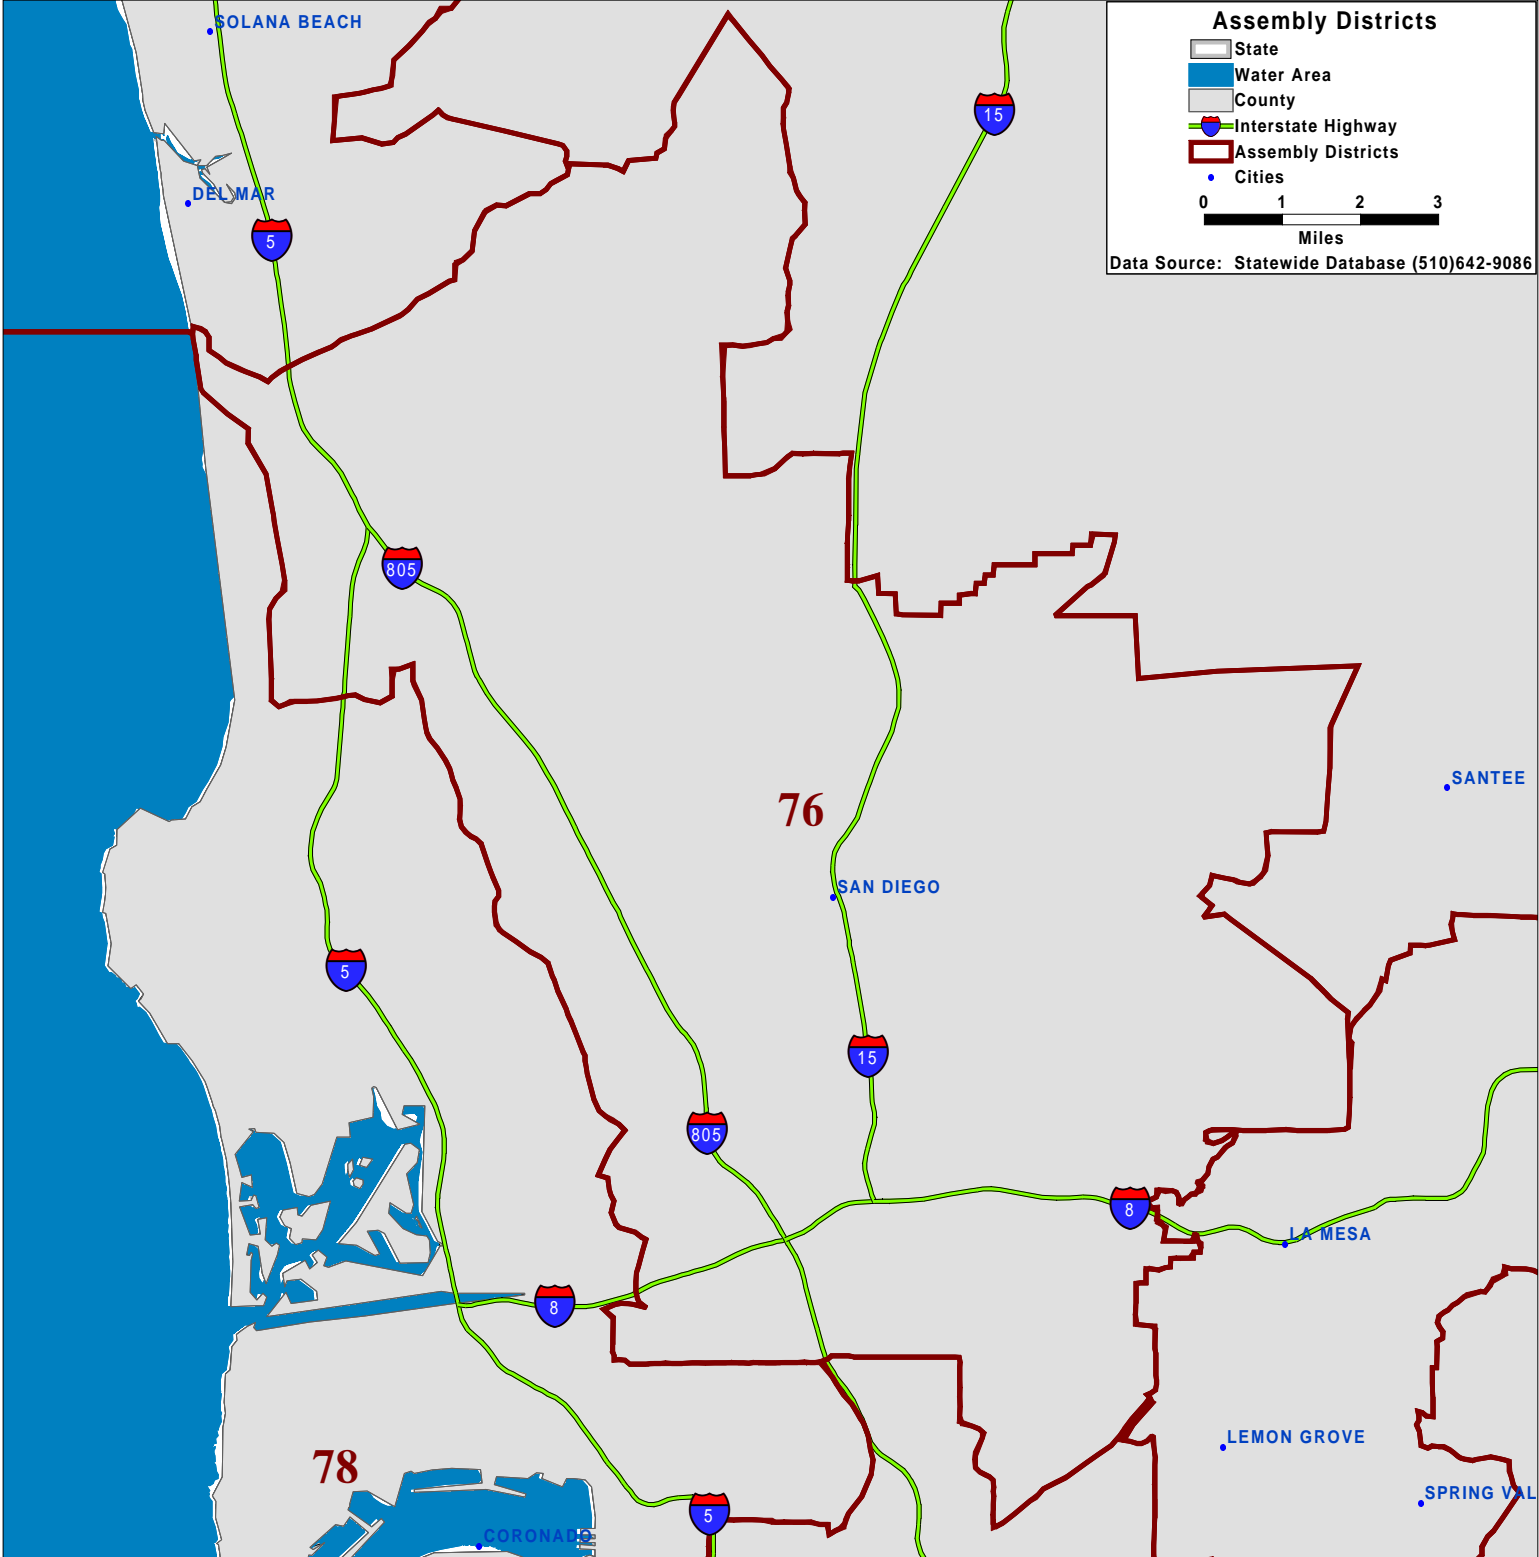 SOLANA BEACH
Assembly Districts
State
Water Area
County
Interstate Highway
Assembly Districts
Cities
0 1 2 3
Miles
Data Source: Statewide Database (510)642-9086
15
DEL MAR
5
805
76
SANTEE
SAN DIEGO
5
15
805
8
LA MESA
8
LEMON GROVE
78
SPRING VAL
5
CORONADO